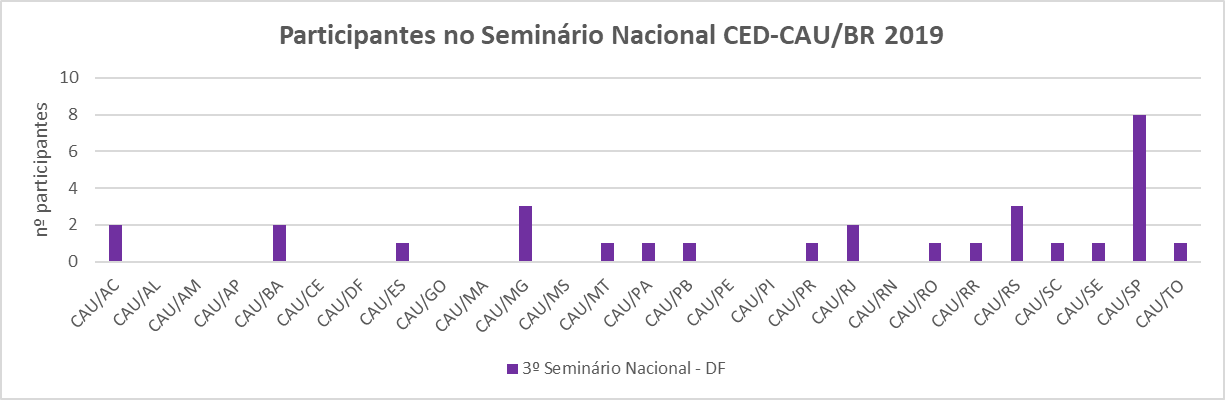 Participantes no Seminário Nacional CED-CAU/BR 2019
nº participantes
10
8
6
4
2
0
CAU/AC
CAU/AL
CAU/AM
CAU/AP
CAU/BA
CAU/CE
CAU/DF
CAU/ES
CAU/GO
CAU/MA
CAU/MG
CAU/MS
CAU/MT
CAU/PA
CAU/PB
CAU/PE
CAU/PI
CAU/PR
CAU/RJ
CAU/RN
CAU/RO
CAU/RR
CAU/RS
CAU/SC
CAU/SE
CAU/SP
CAU/TO
3º Seminário Nacional - DF